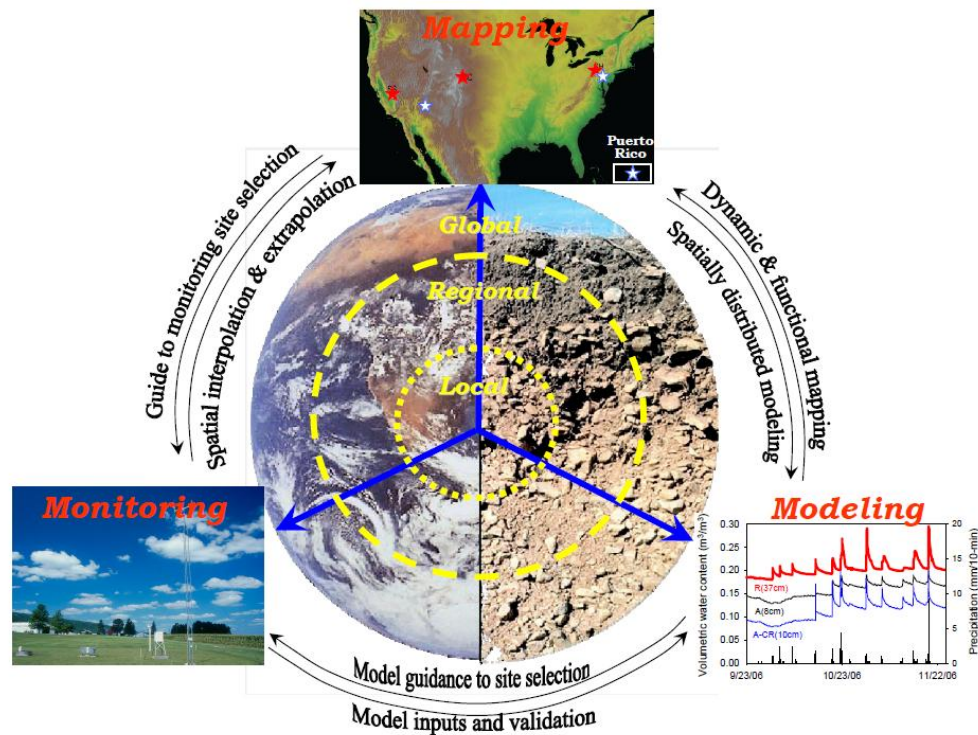 Mapping
Puerto
Rico
Guide to monitoring site selection
Spatial interpolation & extrapolation
Dynamic & functional mapping
Spatially distributed modeling
Global
Regional
Local
Monitoring
Modeling
Volumetric water content (m³/m³)
0.30
0.25
0.20
0.15
0.10
0.05
0.00
R(37cm)
A(8cm)
A-CR(10cm)
20
15
10
5
0
Precipitation (mm/10-min)
9/23/06
10/23/06
11/22/06
Model guidance to site selection
Model inputs and validation